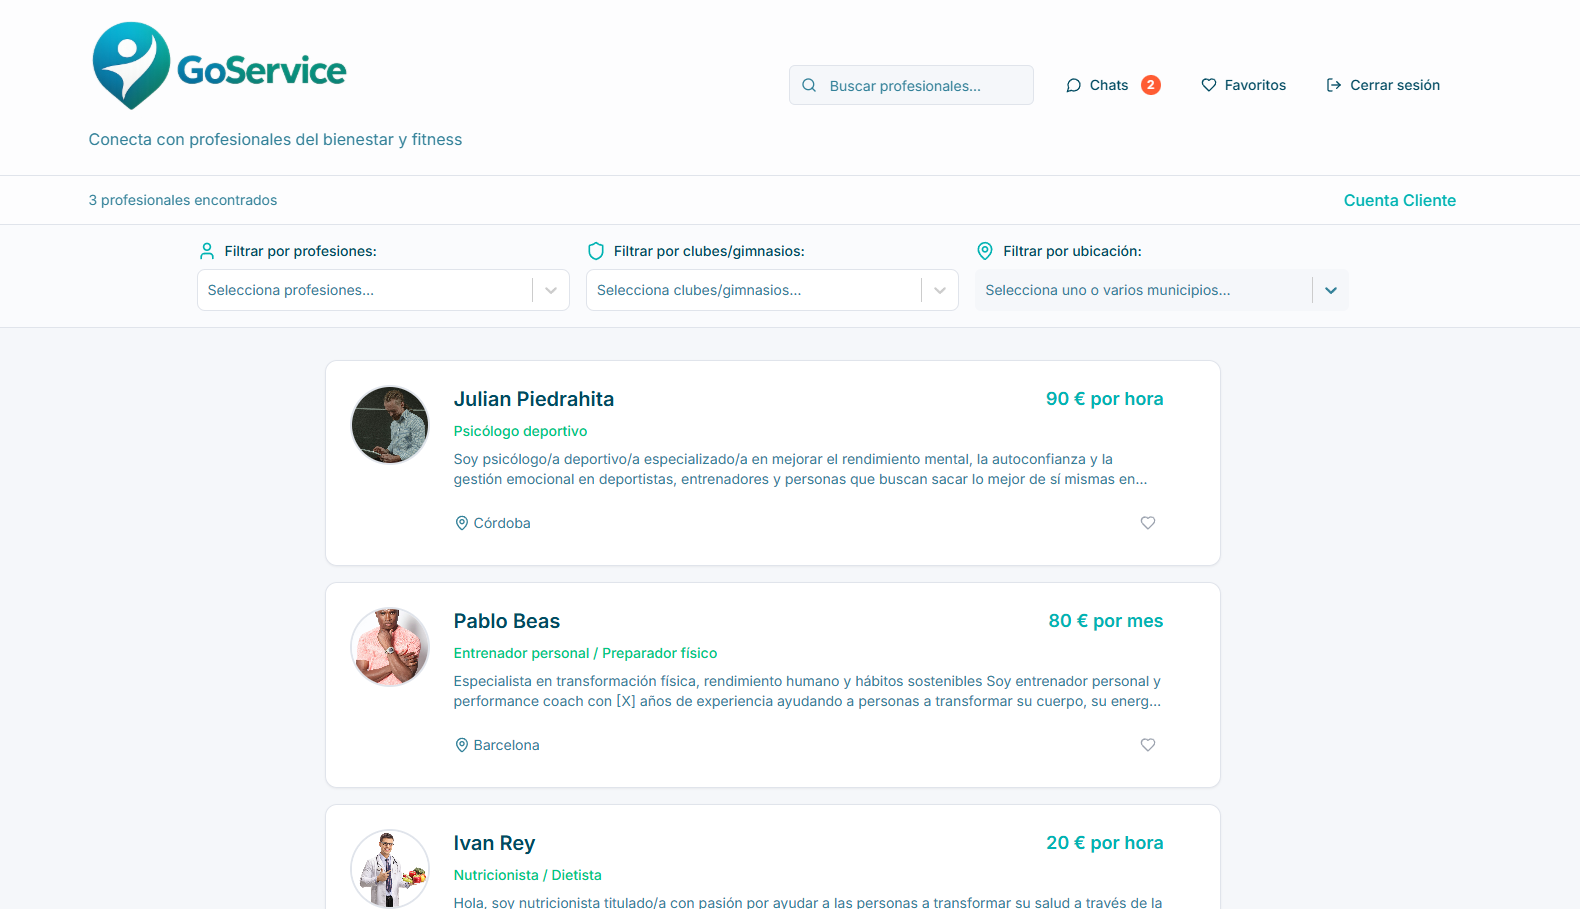 GoService
Buscar profesionales...
Chats 2
Favoritos
Cerrar sesión
Conecta con profesionales del bienestar y fitness
3 profesionales encontrados
Cuenta Cliente
Filtrar por profesiones:
Filtrar por clubes/gimnasios:
Filtrar por ubicación:
Selecciona profesiones...
Selecciona clubes/gimnasios...
Selecciona uno o varios municipios...
Julian Piedrahita
90 € por hora
Psicólogo deportivo
Soy psicólogo/a deportivo/a especializado/a en mejorar el rendimiento mental, la autoconfianza y la
gestión emocional en deportistas, entrenadores y personas que buscan sacar lo mejor de sí mismas en...
Córdoba
Pablo Beas
80 € por mes
Entrenador personal / Preparador físico
Especialista en transformación física, rendimiento humano y hábitos sostenibles Soy entrenador personal y
performance coach con [X] años de experiencia ayudando a personas a transformar su cuerpo, su energ...
Barcelona
Ivan Rey
20 € por hora
Nutricionista / Dietista
Hola, soy nutricionista titulado/a con pasión por ayudar a las personas a transformar su salud a través de la